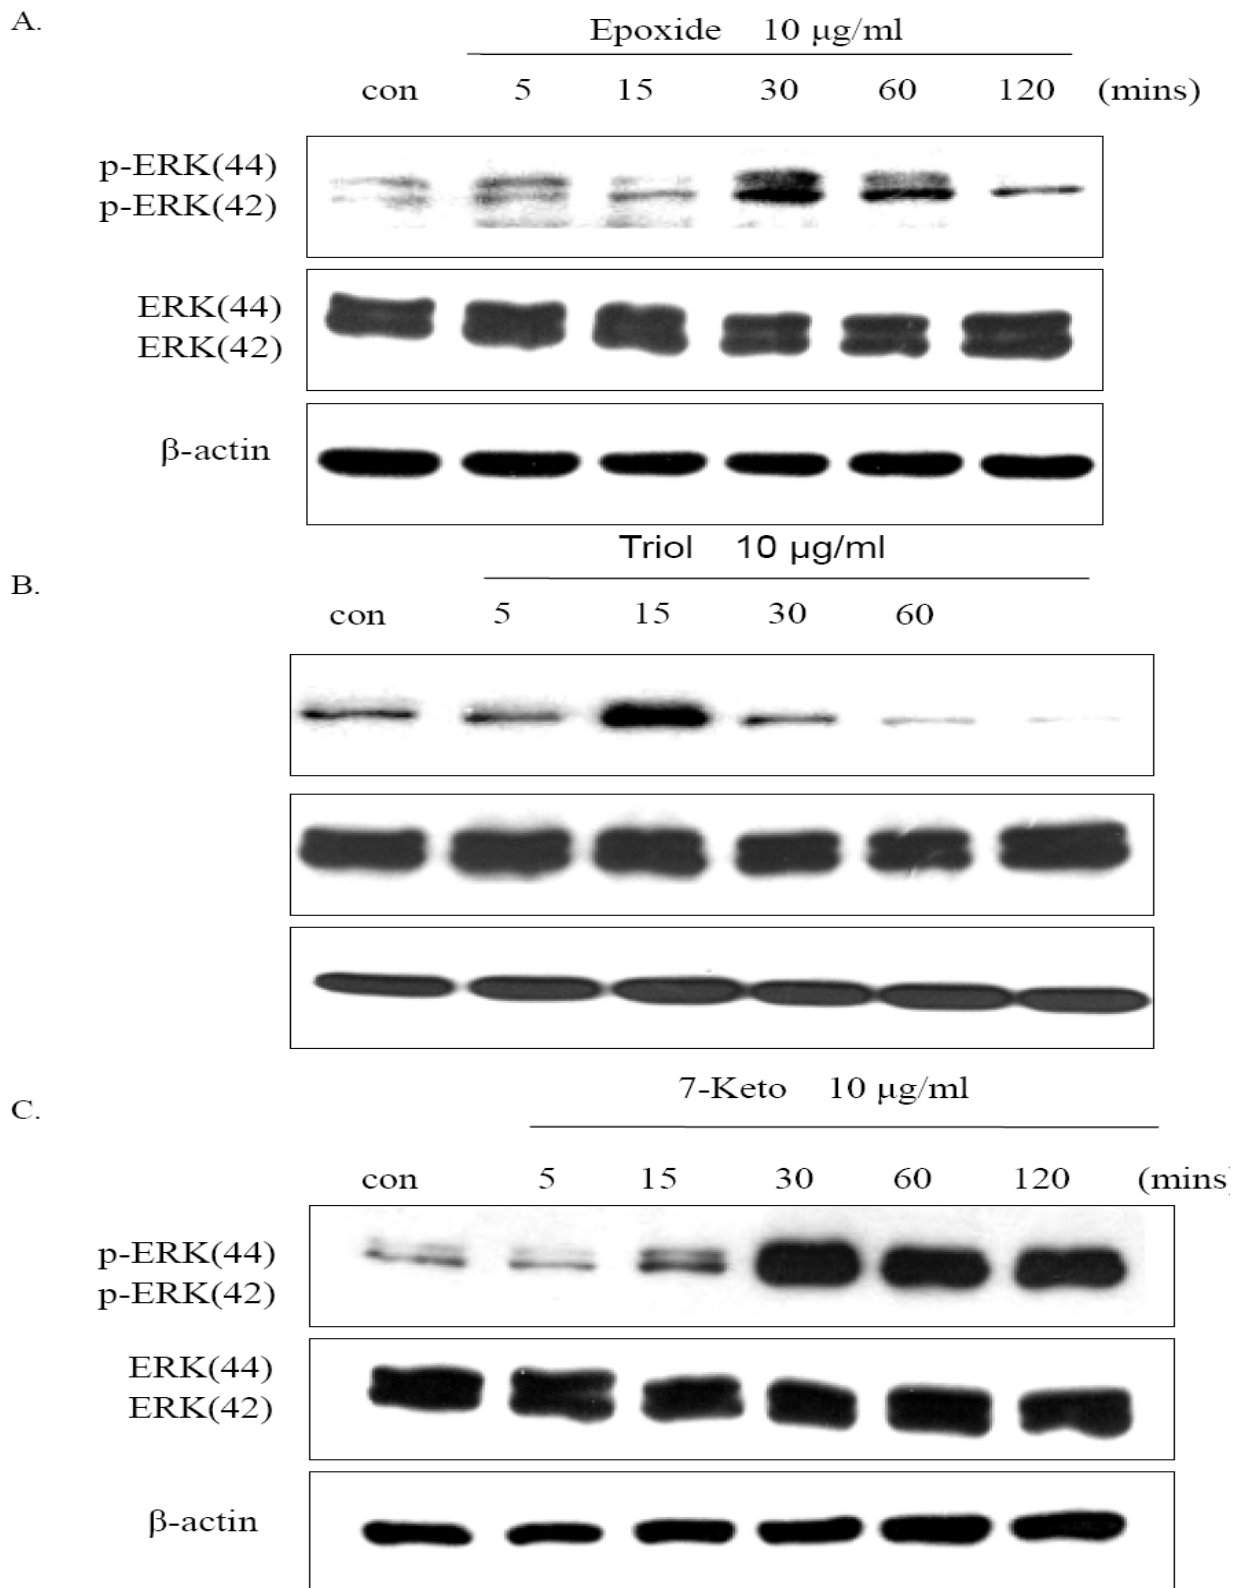 A.
Epoxide 10 μg/ml
con 5 15 30 60 120 (mins)
p-ERK(44)
p-ERK(42)
ERK(44)
ERK(42)
β-actin
Triol 10 μg/ml
B.
con 5 15 30 60
7-Keto 10 μg/ml
C.
con 5 15 30 60 120 (mins)
p-ERK(44)
p-ERK(42)
ERK(44)
ERK(42)
β-actin